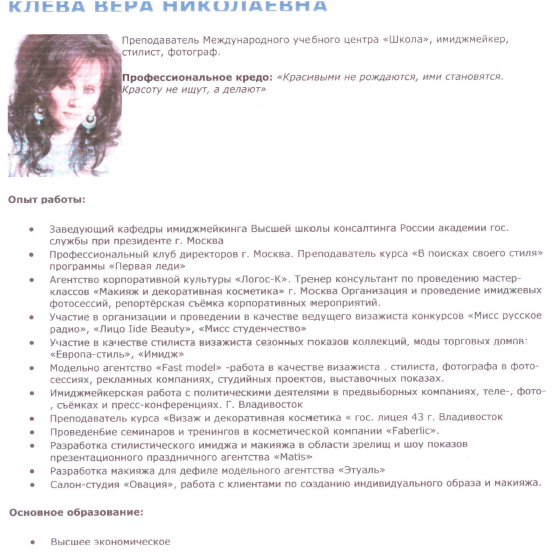 КЛЕВА ВЕРА НИКОЛАЕВНА
Преподаватель Международного учебного центра «Школа», имиджмейкер,
стилист, фотограф.
Профессиональное кредо: «Красивыми не рождаются, ими становятся.
Красоту не ищут, а делают»
Опыт работы:
• Заведующий кафедры имиджмейкинга Высшей школы консалтинга России академии гос.
службы при президенте г. Москва
• Профессиональный клуб директоров г. Москва. Преподаватель курса «В поисках своего стиля»
программы «Первая леди»
• Агентство корпоративной культуры «Логос-К». Тренер консультант по проведению мастер-
классов «Макияж и декоративная косметика» г. Москва Организация и проведение имиджевых
фотосессий, репортёрская съёмка корпоративных мероприятий.
• Участие в организации и проведении в качестве ведущего визажиста конкурсов «Мисс русское
радио», «Лицо Iide Beauty», «Мисс студенчество»
• Участие в качестве стилиста визажиста сезонных показов коллекций, моды торговых домов:
«Европа-стиль», «Имидж»
• Модельно агентство «Fast model» -работа в качестве визажиста . стилиста, фотографа в фото-
сессиях, рекламных компаниях, студийных проектов, выставочных показах.
• Имиджмейкерская работа с политическими деятелями в предвыборных компаниях, теле-, фото-
, съёмках и пресс-конференциях. Г. Владивосток
• Преподаватель курса «Визаж и декоративная косметика « гос. лицея 43 г. Владивосток
• Проведен6ие семинаров и тренингов в косметической компании «Faberlic».
• Разработка стилистического имиджа и макияжа в области зрелищ и шоу показов
презентационного праздничного агентства «Matis»
• Разработка макияжа для дефиле модельного агентства «Этуаль»
• Салон-студия «Овация», работа с клиентами по созданию индивидуального образа и макияжа.
Основное образование:
• Высшее экономическое